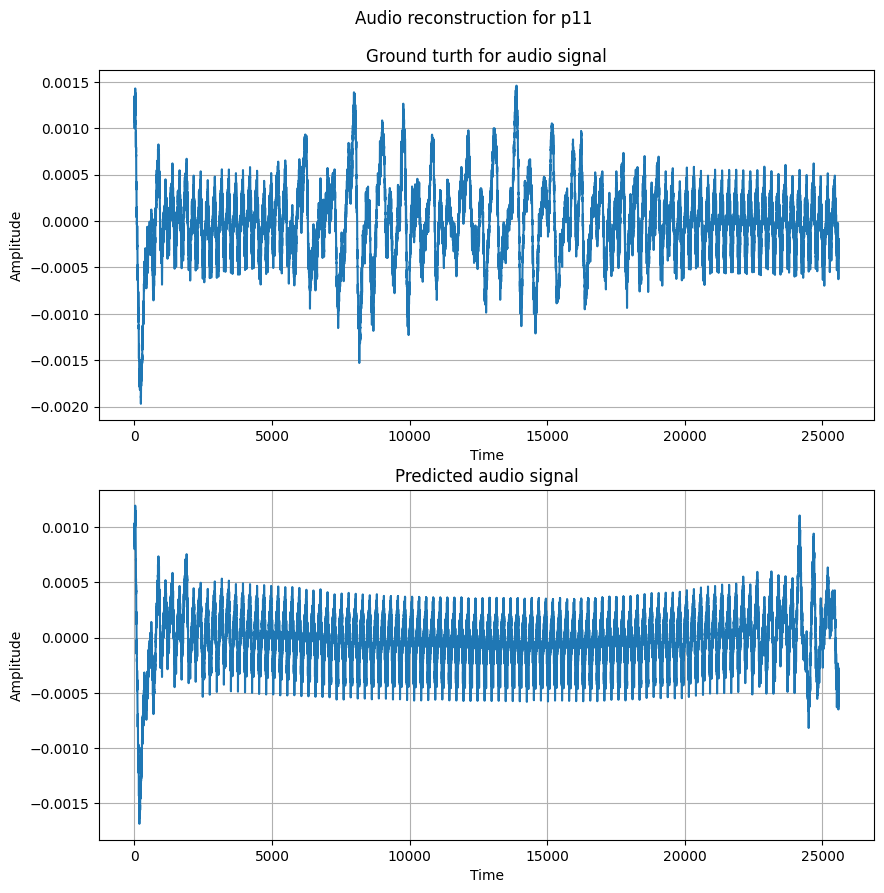 Audio reconstruction for p11
Ground turth for audio signal
0.0015
0.0010
0.0005
0.0000
−0.0005
−0.0010
−0.0015
−0.0020
Amplitude
0 5000 10000 15000 20000 25000
Time
Predicted audio signal
0.0010
0.0005
0.0000
−0.0005
−0.0010
−0.0015
Amplitude
0 5000 10000 15000 20000 25000
Time